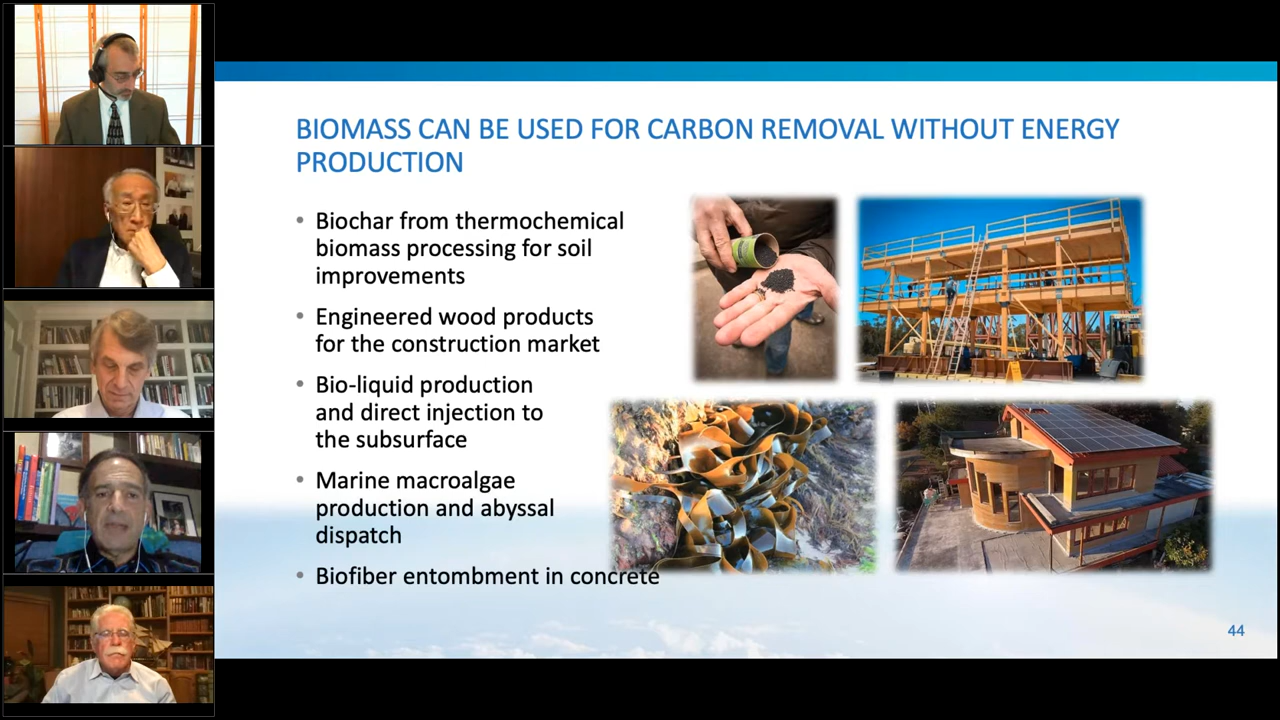 BIOMASS CAN BE USED FOR CARBON REMOVAL WITHOUT ENERGY
PRODUCTION
• Biochar from thermochemical
biomass processing for soil
improvements
• Engineered wood products
for the construction market
• Bio-liquid production
and direct injection to
the subsurface
• Marine macroalgae
production and abyssal
dispatch
• Biofiber entombment in concrete
44